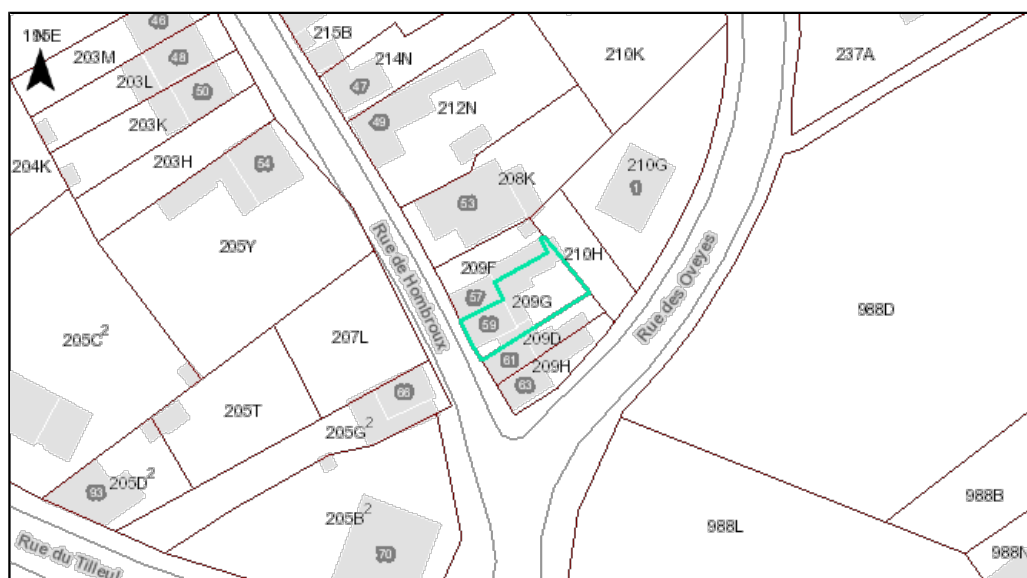 46
195E
N
203M
48
215B
214N
210K
237A
203L
50
47
203K
49
212N
204K
203H
54
208K
210G
1
53
205Y
Rue de Hombroux
209F
210H
57
209G
Rue des Oveyes
59
988D
205C2
207L
209D
61
209H
63
66
205T
205G2
205D2
93
205B2
988B
988L
988N
70
Rue du Tilleul